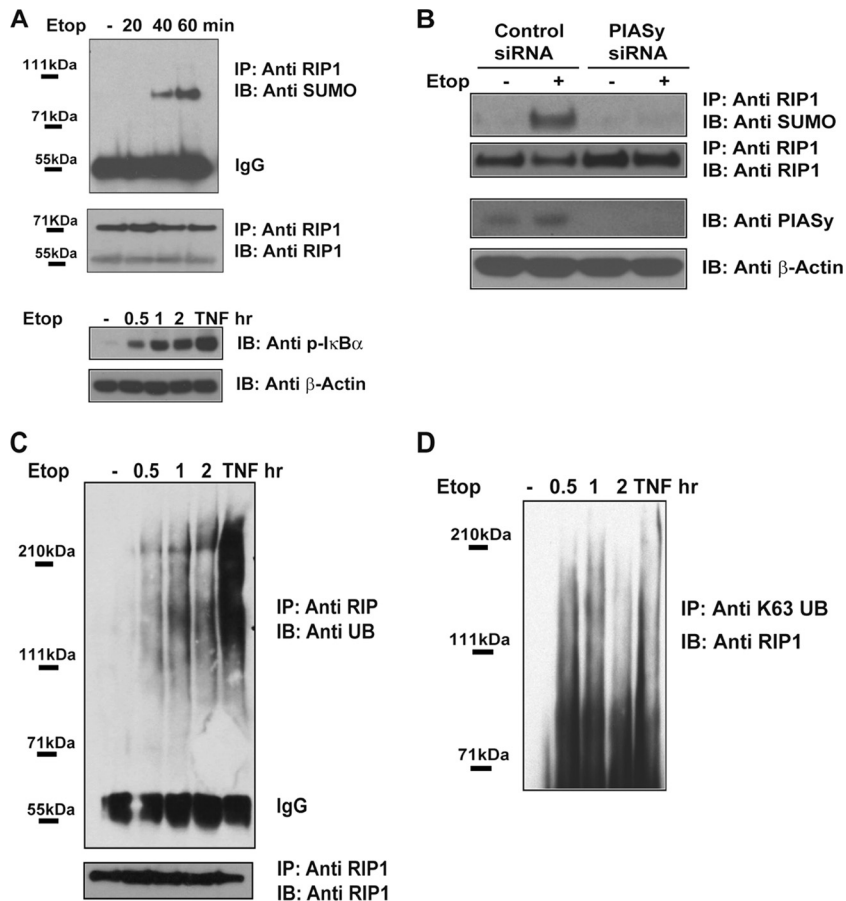 A
Etop - 20 40 60 min
111kDa
71kDa
55kDa
IP: Anti RIP1
IB: Anti SUMO
IgG
71KDa
55kDa
IP: Anti RIP1
IB: Anti RIP1
Etop - 0.5 1 2 TNF hr
IB: Anti p-IκBα
IB: Anti β-Actin
B
Control siRNA
PIASy siRNA
Etop - + - +
IP: Anti RIP1
IB: Anti SUMO
IP: Anti RIP1
IB: Anti RIP1
IB: Anti PIASy
IB: Anti β-Actin
C
Etop - 0.5 1 2 TNF hr
210kDa
111kDa
71kDa
55kDa
IP: Anti RIP
IB: Anti UB
IgG
IP: Anti RIP1
IB: Anti RIP1
D
Etop - 0.5 1 2 TNF hr
210kDa
111kDa
71kDa
IP: Anti K63 UB
IB: Anti RIP1